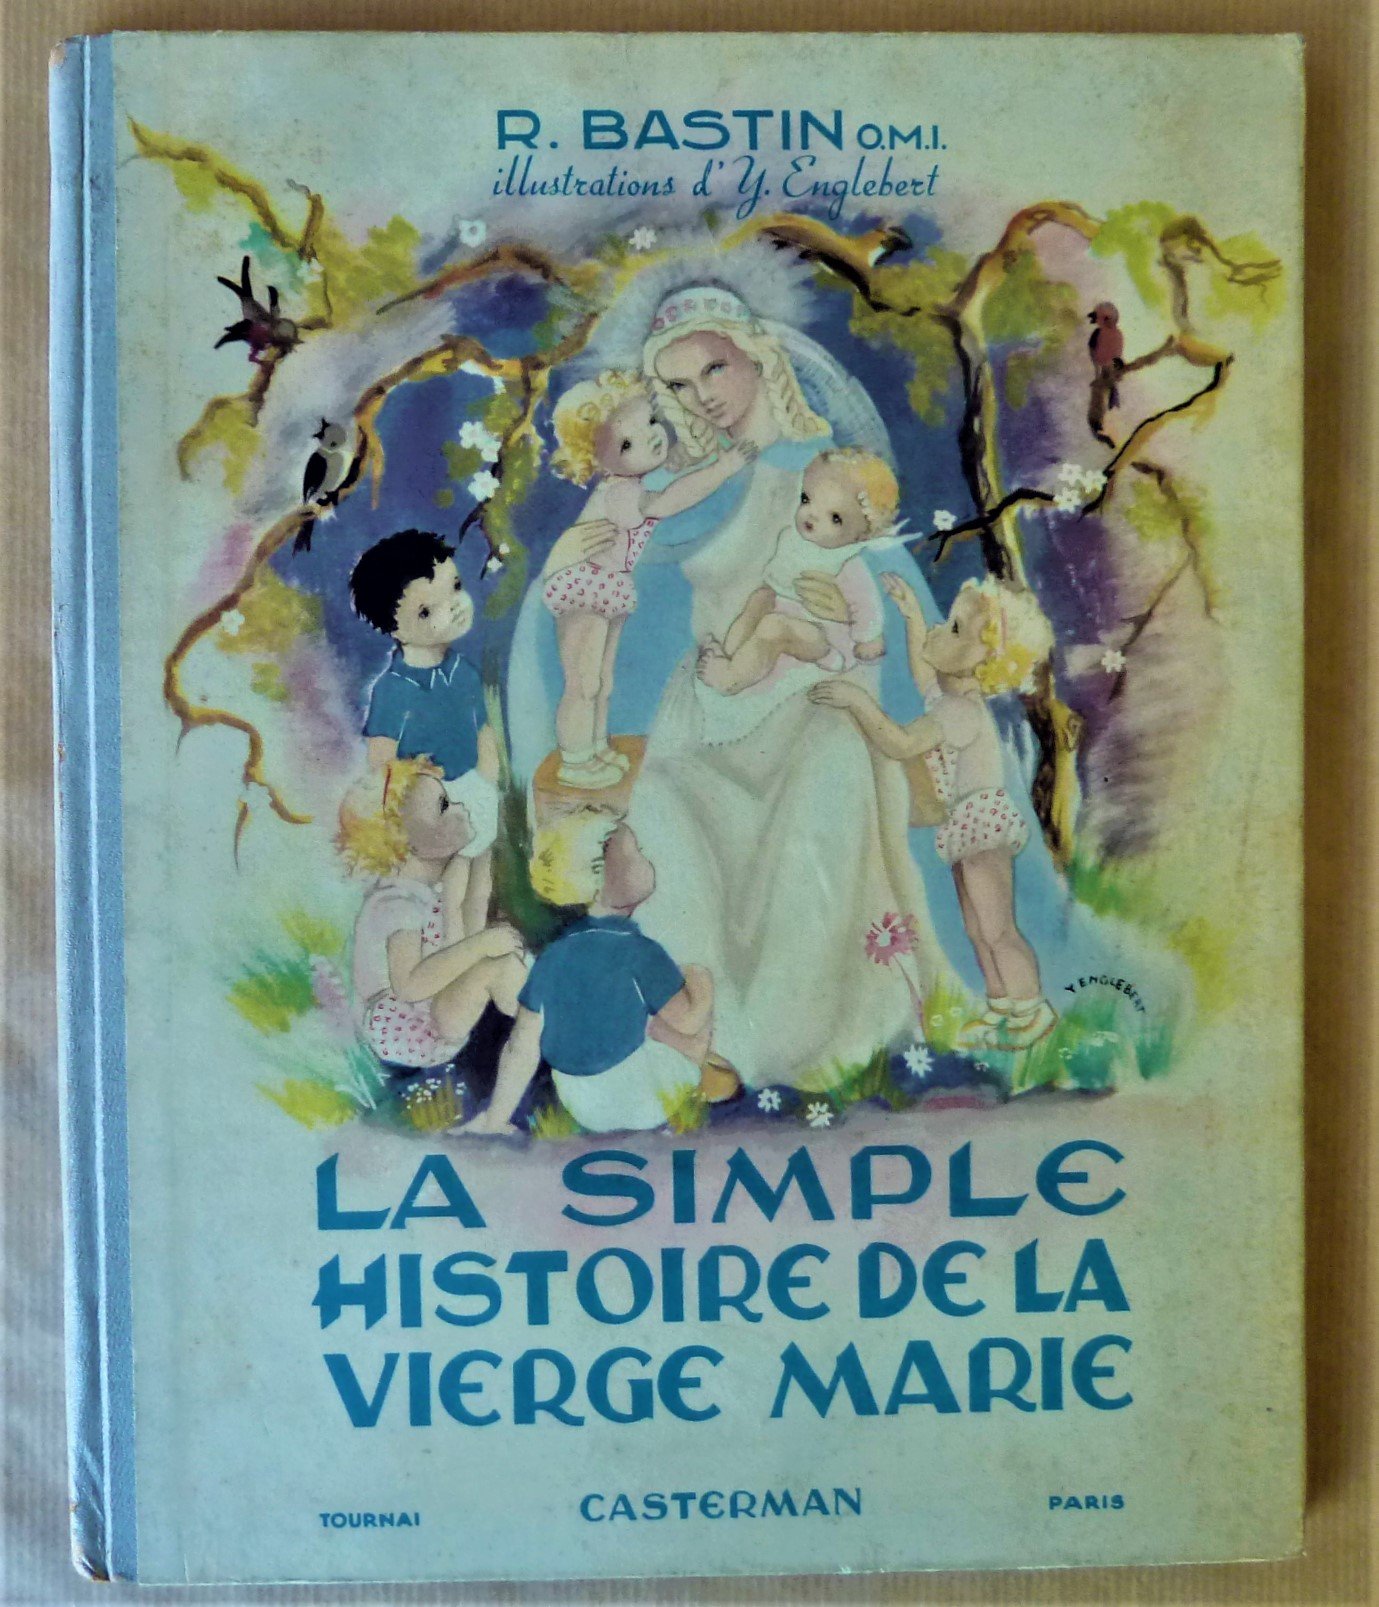 R. BASTIN O.M.I.
illustrations d'Y. Englebert
Y ENGLEBERT
LA SIMPLE
HISTOIRE DE LA
VIERGE MARIE
TOURNAI CASTERMAN PARIS